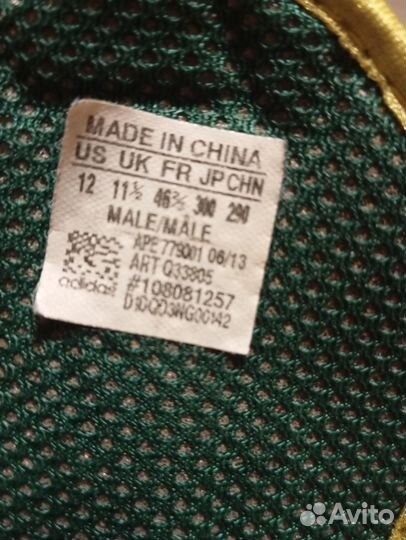 MADE IN CHINA
US UK FR JP CHN
12 11½ 46⅔ 300 290
MALE/MÂLE
APE 779001 06/13
ART Q33805
#108081257
adidas
Avito